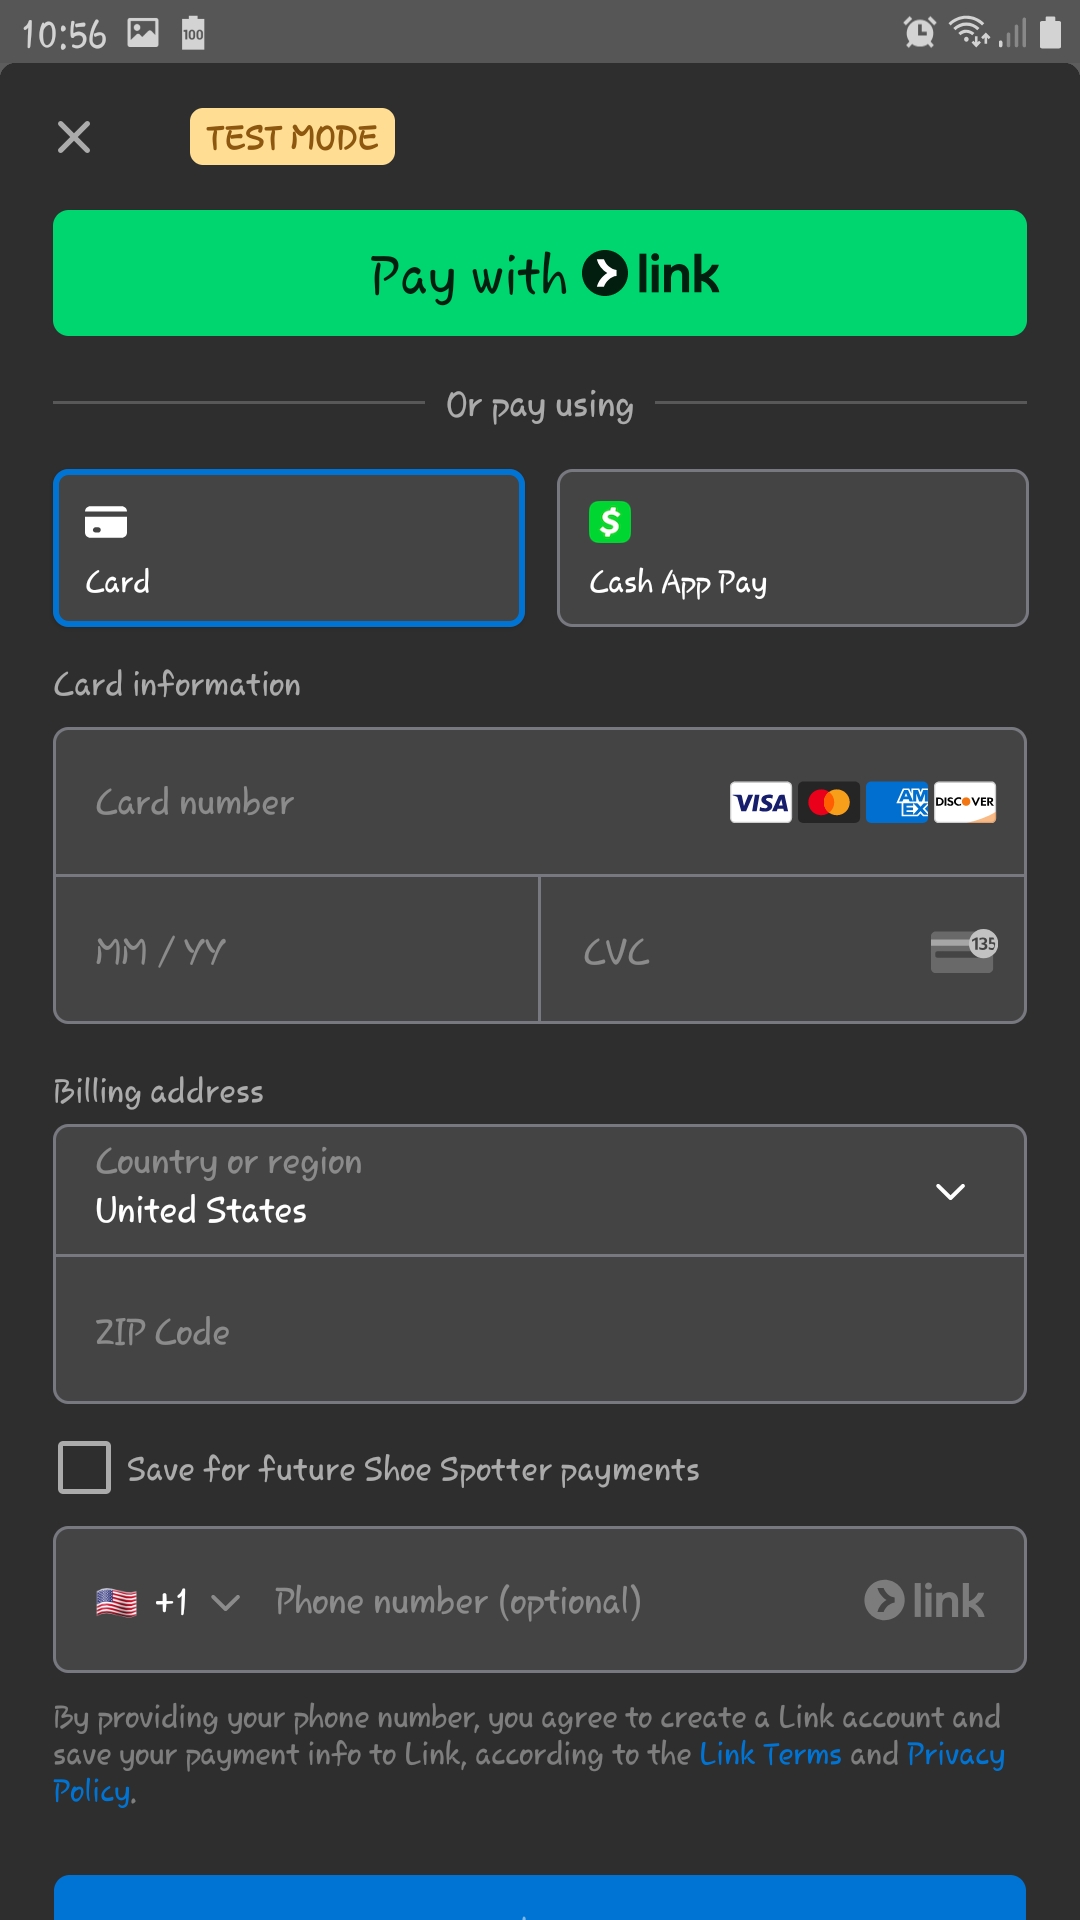 10:56
100
TEST MODE
Pay with link
Or pay using
Card
Cash App Pay
Card information
Card number
VISA
AM
EX
DISCOVER
MM / YY
CVC
135
Billing address
Country or region
United States
ZIP Code
Save for future Shoe Spotter payments
+1
Phone number (optional)
link
By providing your phone number, you agree to create a Link account and
save your payment info to Link, according to the Link Terms and Privacy
Policy.